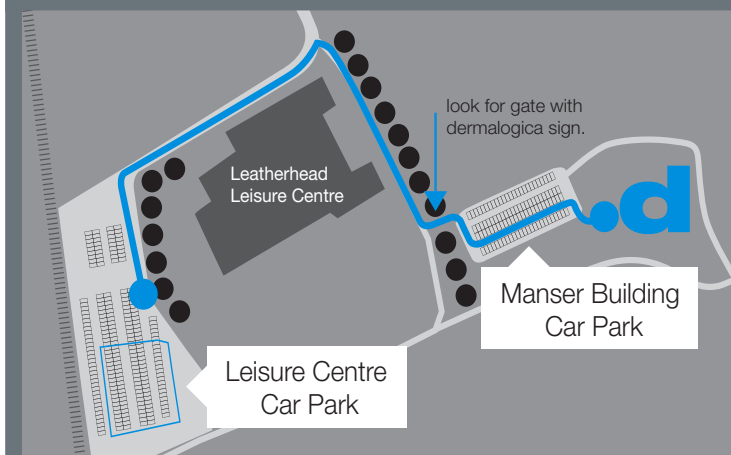 look for gate with
dermalogica sign.
Leatherhead
Leisure Centre
.d
Manser Building
Car Park
Leisure Centre
Car Park